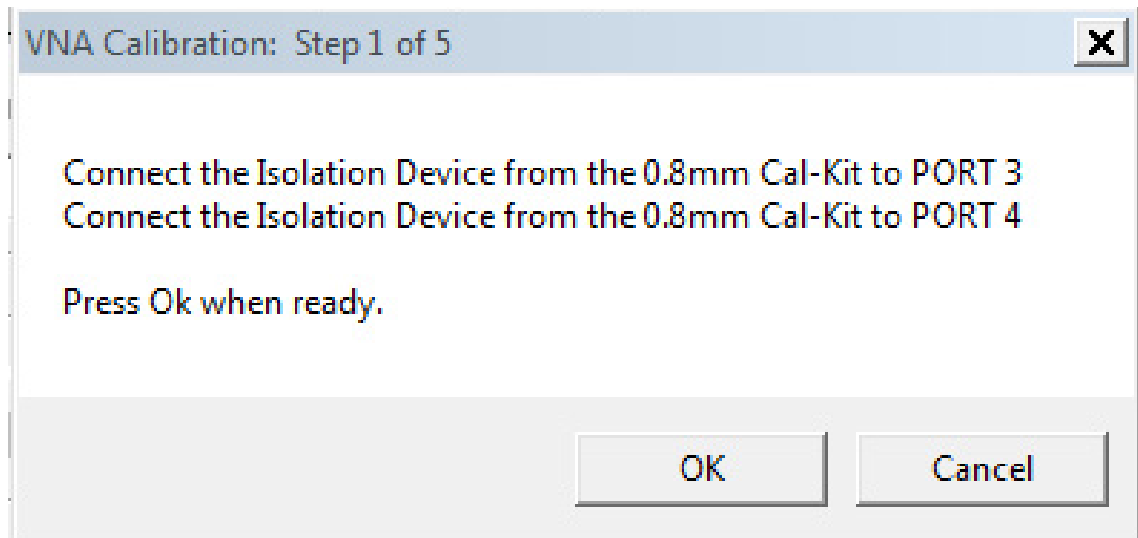 VNA Calibration: Step 1 of 5
Connect the Isolation Device from the 0.8mm Cal-Kit to PORT 3
Connect the Isolation Device from the 0.8mm Cal-Kit to PORT 4
Press Ok when ready.
OK Cancel